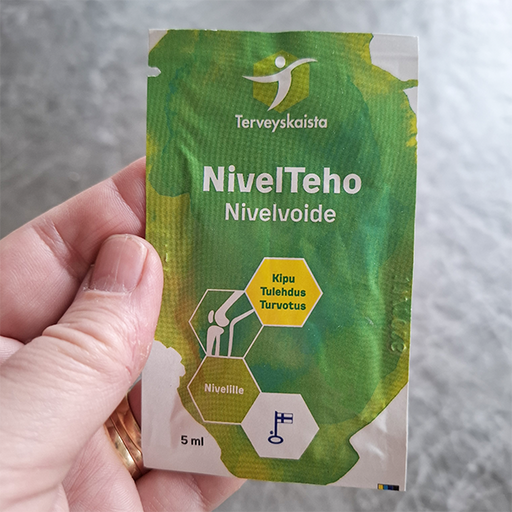 Terveyskaista
NivelTeho
Nivelvoide
Kipu
Tulehdus
Turvotus
Nivelille
5 ml